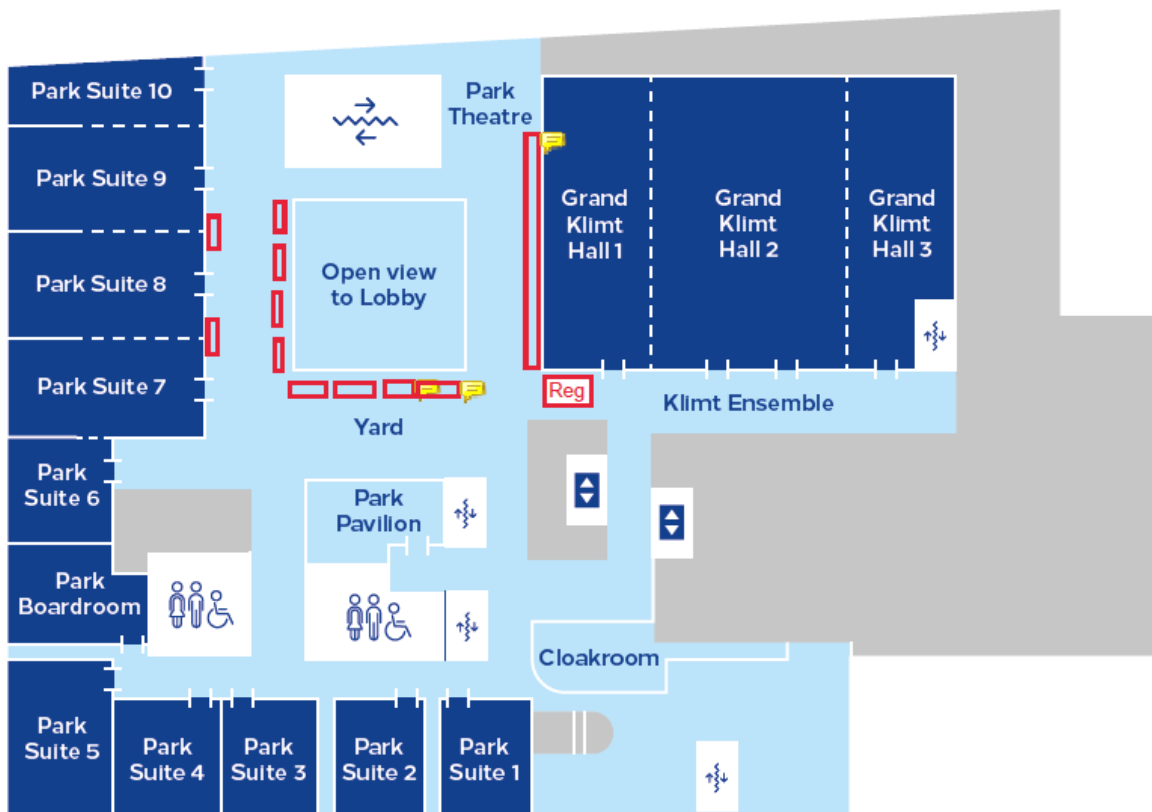 Park Suite 10
Park
Theatre
Park Suite 9
Grand
Klimt
Hall 1
Grand
Klimt
Hall 2
Grand
Klimt
Hall 3
Park Suite 8
Open view
to Lobby
Park Suite 7
Reg
Klimt Ensemble
Yard
Park
Suite 6
Park
Pavilion
Park
Boardroom
Cloakroom
Park
Suite 5
Park
Suite 4
Park
Suite 3
Park
Suite 2
Park
Suite 1